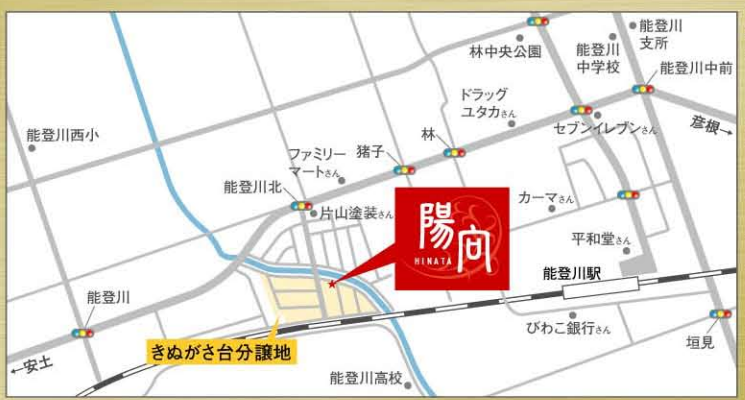 能登川
支所
林中央公園
能登川
中学校
能登川中前
ドラッグ
ユタカさん
セブンイレブンさん
彦根→
能登川西小
ファミリー
マートさん
猪子
林
能登川北
片山塗装さん
カーマさん
陽向
HINATA
平和堂さん
能登川駅
能登川
びわこ銀行さん
垣見
きぬがさ台分譲地
←安土
能登川高校